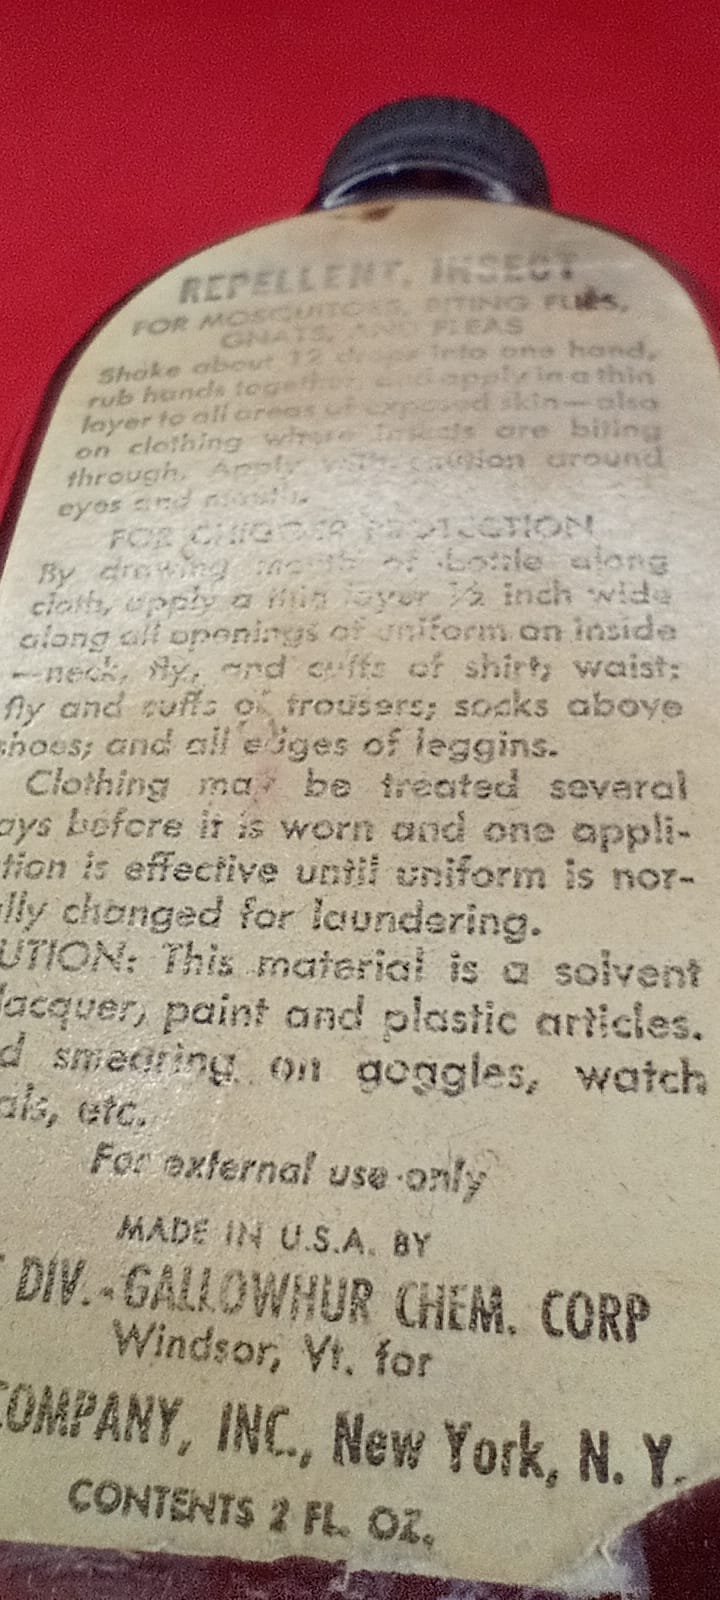 REPELLENT, INSECT
FOR MOSQUITOES, BITING FLIES,
GNATS, AND FLEAS
Shake about 12 drops into one hand,
rub hands together, and apply in a thin
layer to all areas of exposed skin—also
on clothing where insects are biting
through. Apply with caution around
eyes and mouth.
FOR CHIGGER PROTECTION
By drawing mouth of bottle along
cloth, apply a thin layer ½ inch wide
along all openings of uniform on inside
—neck, fly, and cuffs of shirt; waist;
fly and cuffs of trousers; socks above
shoes; and all edges of leggins.
Clothing may be treated several
ays before it is worn and one appli-
tion is effective until uniform is nor-
lly changed for laundering.
UTION: This material is a solvent
lacquer, paint and plastic articles.
d smearing on goggles, watch
als, etc.
For external use only
MADE IN U.S.A. BY
DIV.-GALLOWHUR CHEM. CORP
Windsor, Vt. for
COMPANY, INC., New York, N. Y.
CONTENTS 2 FL. OZ.